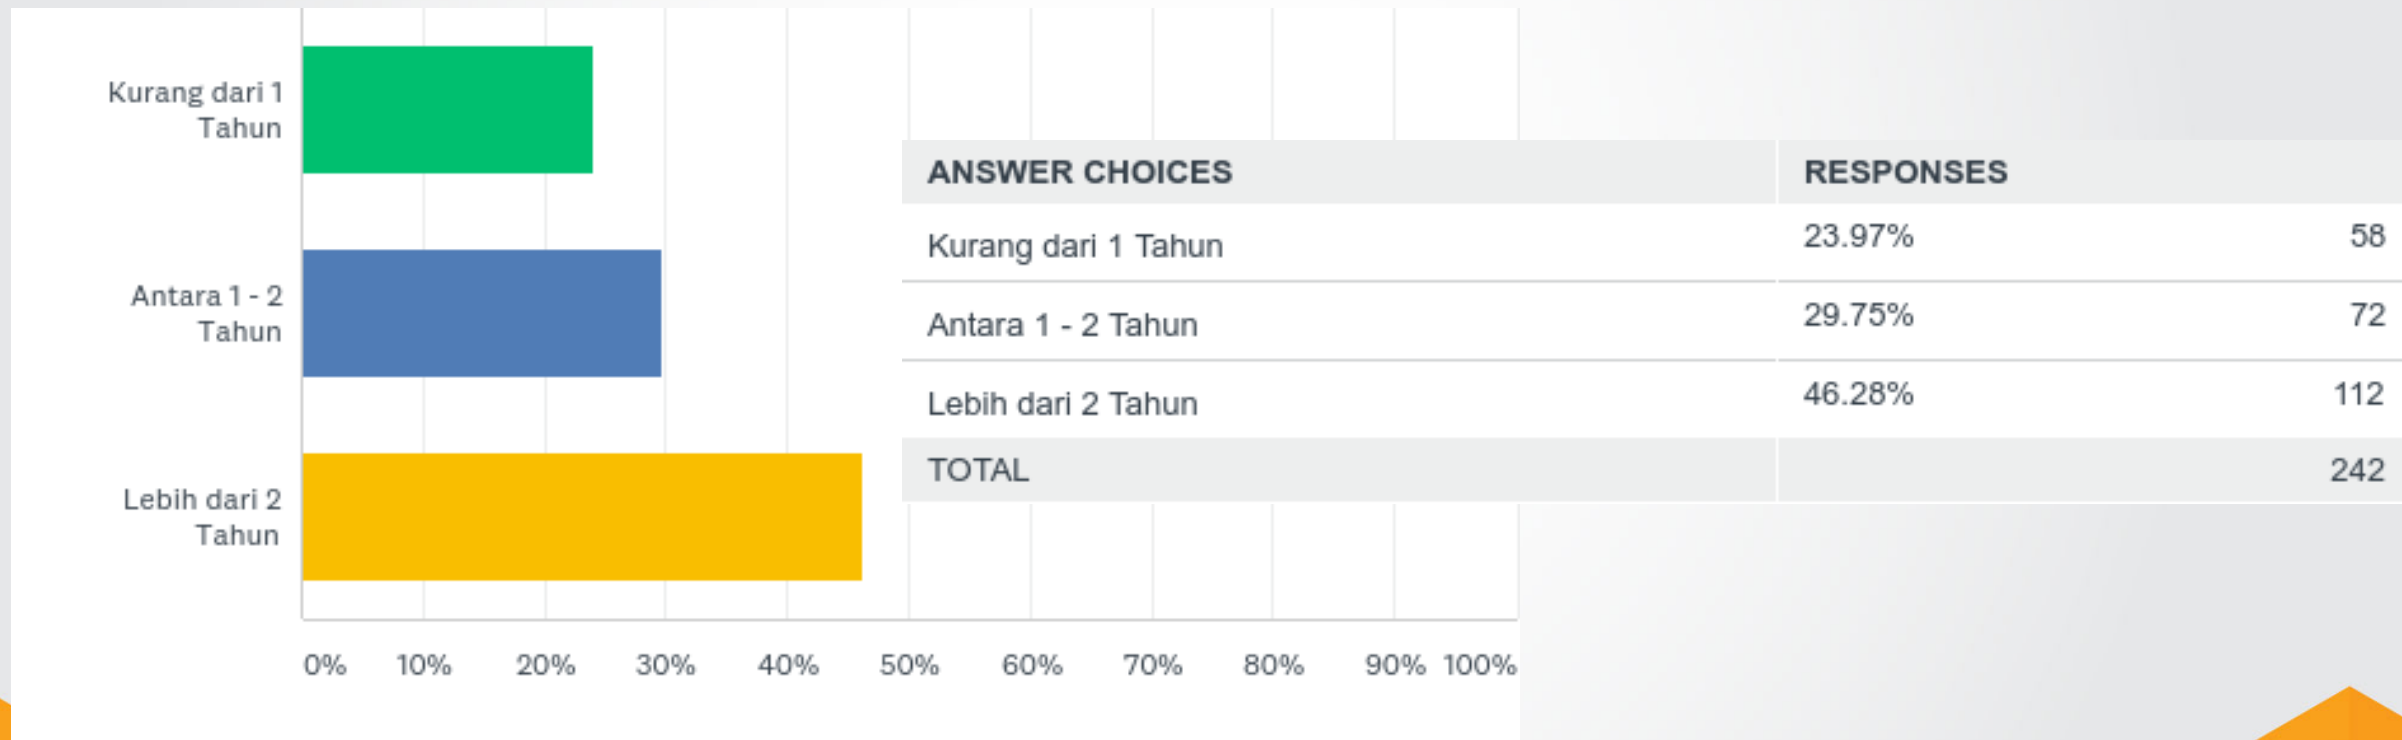 Kurang dari 1
Tahun
Antara 1 - 2
Tahun
Lebih dari 2
Tahun
0% 10% 20% 30% 40% 50% 60% 70% 80% 90% 100%
ANSWER CHOICES RESPONSES
Kurang dari 1 Tahun 23.97% 58
Antara 1 - 2 Tahun 29.75% 72
Lebih dari 2 Tahun 46.28% 112
TOTAL 242